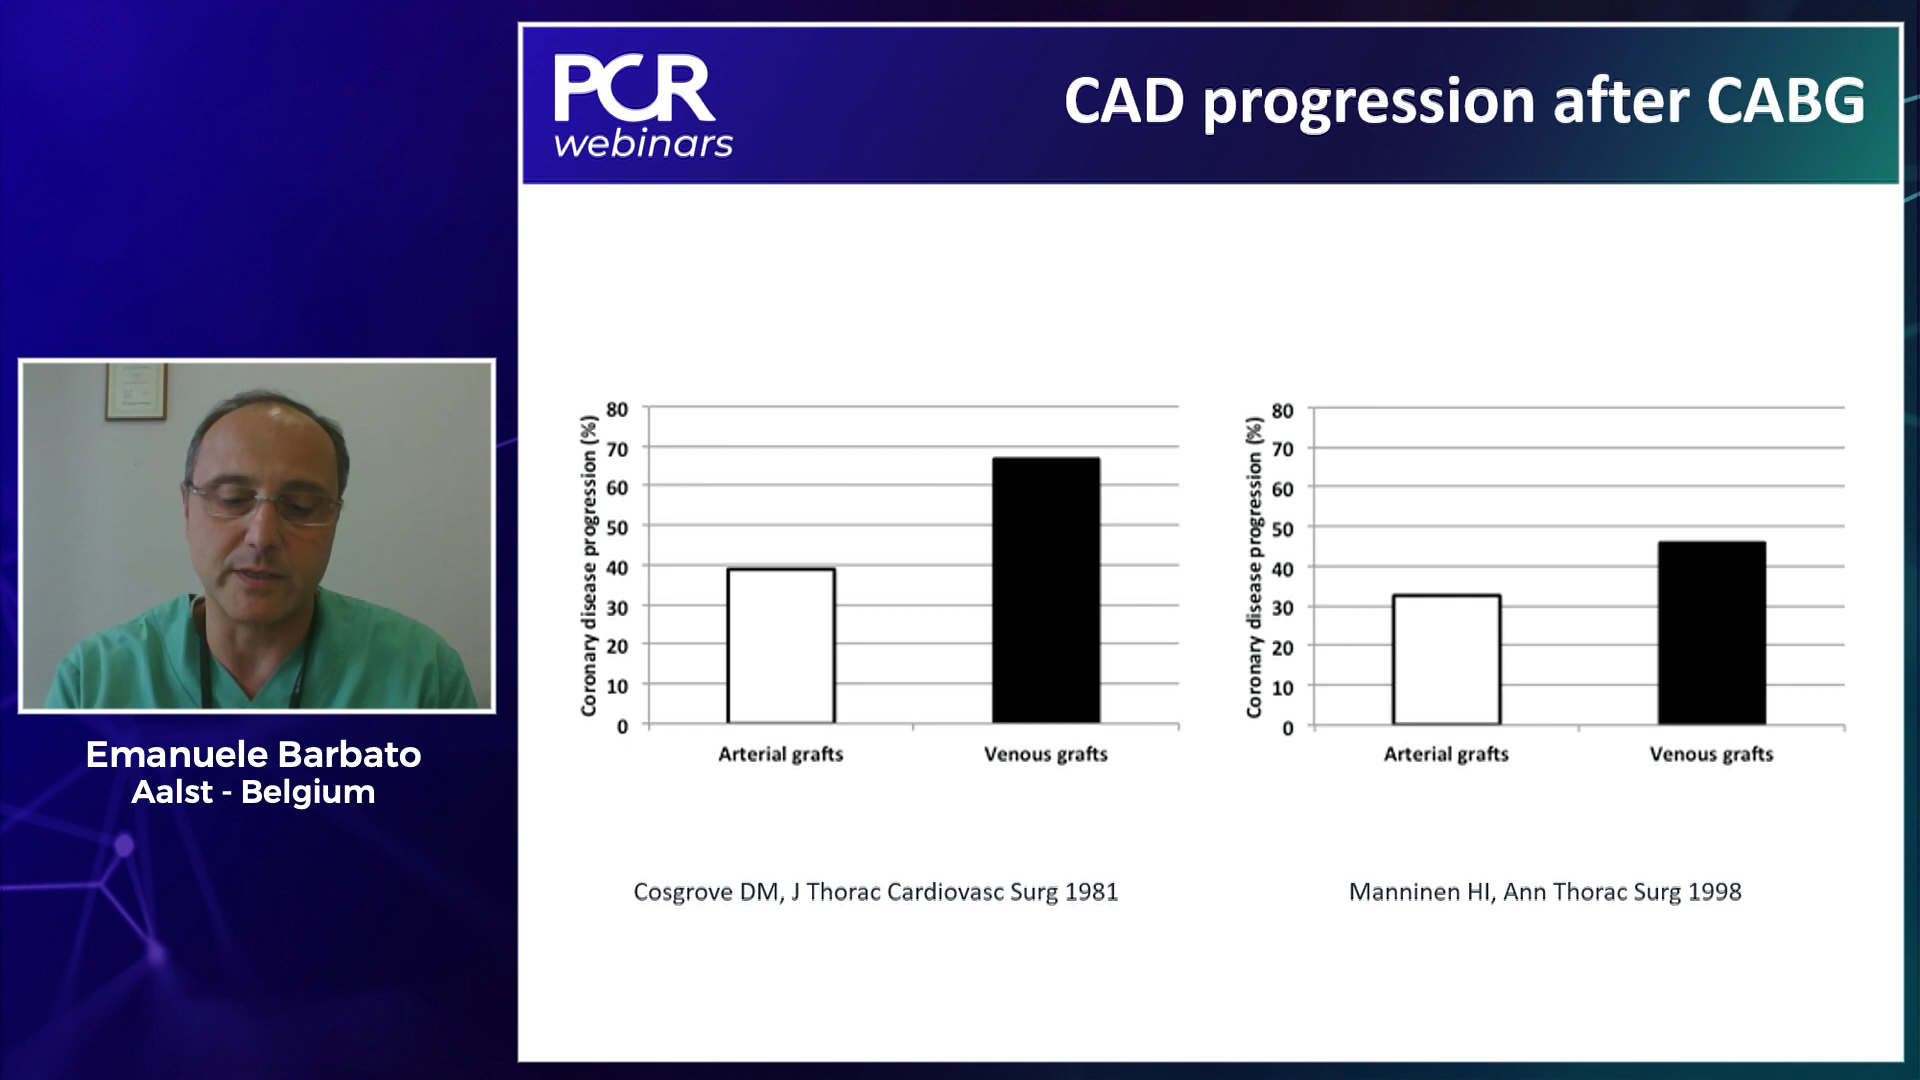 PCR
webinars
CAD progression after CABG
Coronary disease progression (%)
80
70
60
50
40
30
20
10
0
Arterial grafts
Venous grafts
Cosgrove DM, J Thorac Cardiovasc Surg 1981
Coronary disease progression (%)
80
70
60
50
40
30
20
10
0
Arterial grafts
Venous grafts
Manninen HI, Ann Thorac Surg 1998
Emanuele Barbato
Aalst - Belgium